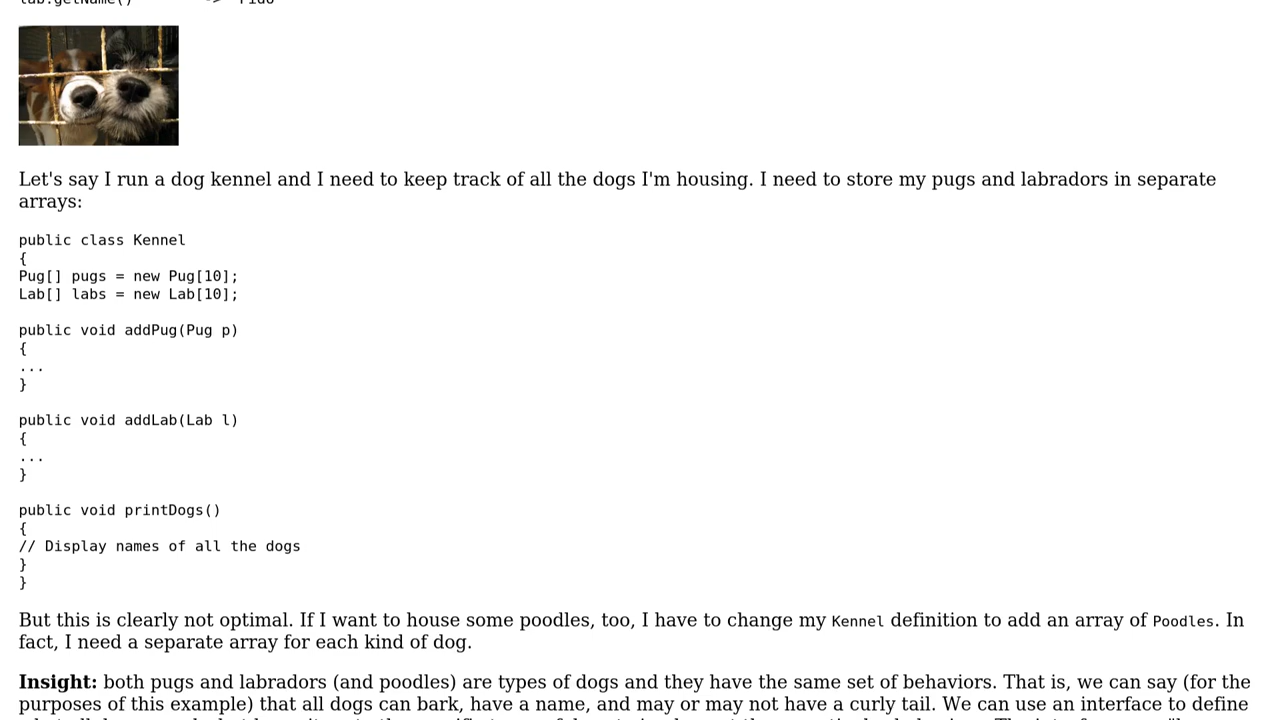 lab.getName()
Let's say I run a dog kennel and I need to keep track of all the dogs I'm housing. I need to store my pugs and labradors in separate
arrays:
public class Kennel
{
Pug[] pugs = new Pug[10];
Lab[] labs = new Lab[10];
public void addPug(Pug p)
{
...
}
public void addLab(Lab l)
{
...
}
public void printDogs()
{
// Display names of all the dogs
}
}
But this is clearly not optimal. If I want to house some poodles, too, I have to change my Kennel definition to add an array of Poodles. In
fact, I need a separate array for each kind of dog.
Insight: both pugs and labradors (and poodles) are types of dogs and they have the same set of behaviors. That is, we can say (for the
purposes of this example) that all dogs can bark, have a name, and may or may not have a curly tail. We can use an interface to define